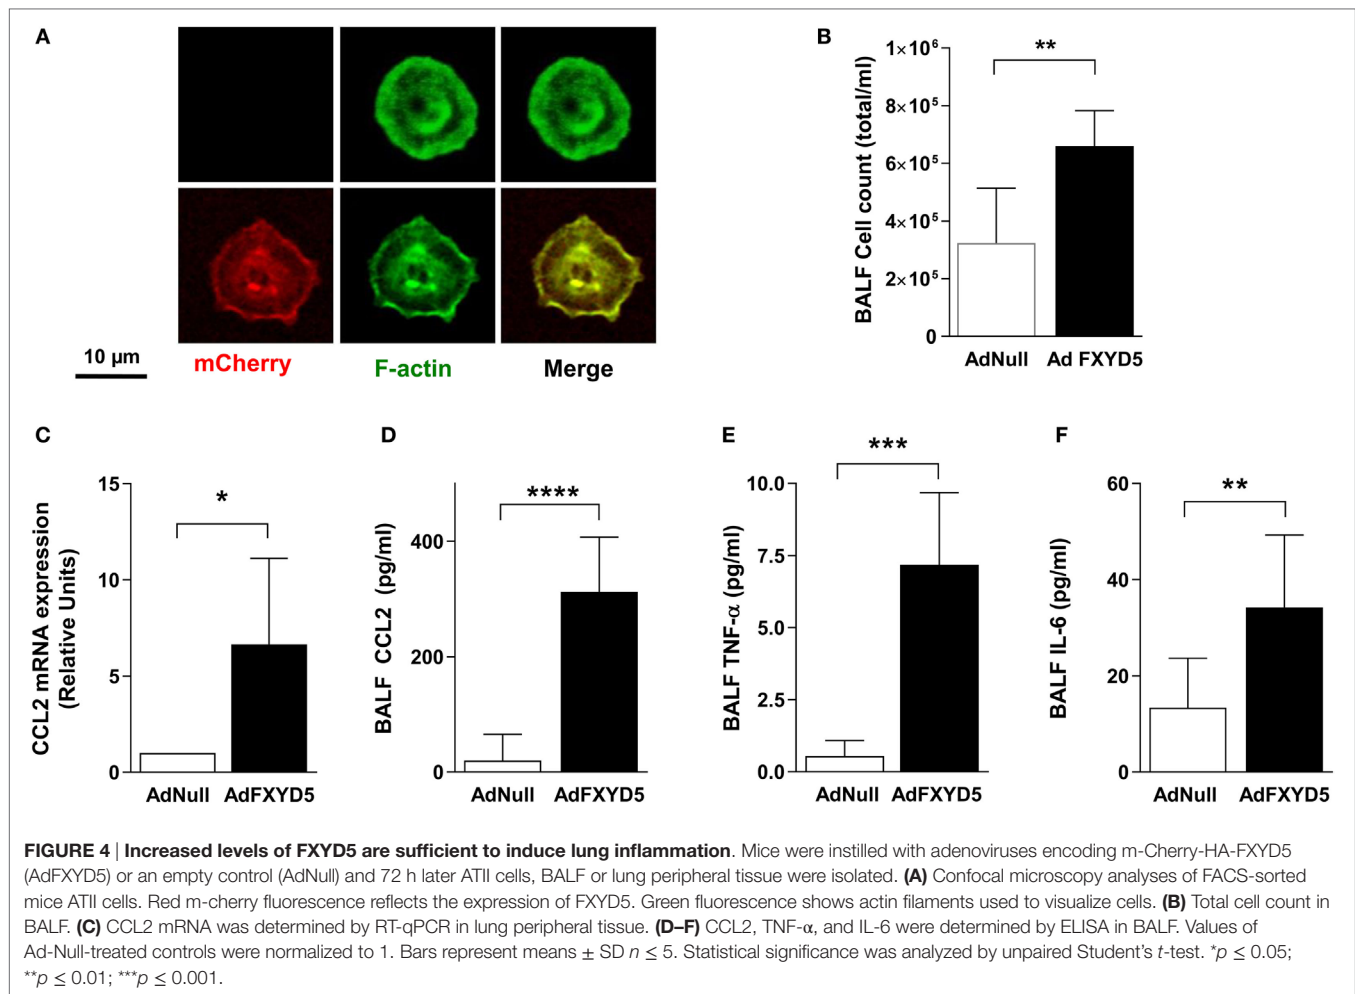 A
mCherry
F-actin
Merge
10 µm
B
BALF Cell count (total/ml)
1×10⁶
8×10⁵
6×10⁵
4×10⁵
2×10⁵
0
**
AdNull
Ad FXYD5
C
CCL2 mRNA expression
(Relative Units)
15
10
5
0
*
AdNull
AdFXYD5
D
BALF CCL2
(pg/ml)
400
200
0
****
AdNull
AdFXYD5
E
BALF TNF-α (pg/ml)
10.0
7.5
5.0
2.5
0.0
***
AdNull
AdFXYD5
F
BALF IL-6 (pg/ml)
60
40
20
0
**
AdNull
AdFXYD5
FIGURE 4 | Increased levels of FXYD5 are sufficient to induce lung inflammation. Mice were instilled with adenoviruses encoding m-Cherry-HA-FXYD5
(AdFXYD5) or an empty control (AdNull) and 72 h later ATII cells, BALF or lung peripheral tissue were isolated. (A) Confocal microscopy analyses of FACS-sorted
mice ATII cells. Red m-cherry fluorescence reflects the expression of FXYD5. Green fluorescence shows actin filaments used to visualize cells. (B) Total cell count in
BALF. (C) CCL2 mRNA was determined by RT-qPCR in lung peripheral tissue. (D–F) CCL2, TNF-α, and IL-6 were determined by ELISA in BALF. Values of
Ad-Null-treated controls were normalized to 1. Bars represent means ± SD n ≤ 5. Statistical significance was analyzed by unpaired Student's t-test. *p ≤ 0.05;
**p ≤ 0.01; ***p ≤ 0.001.